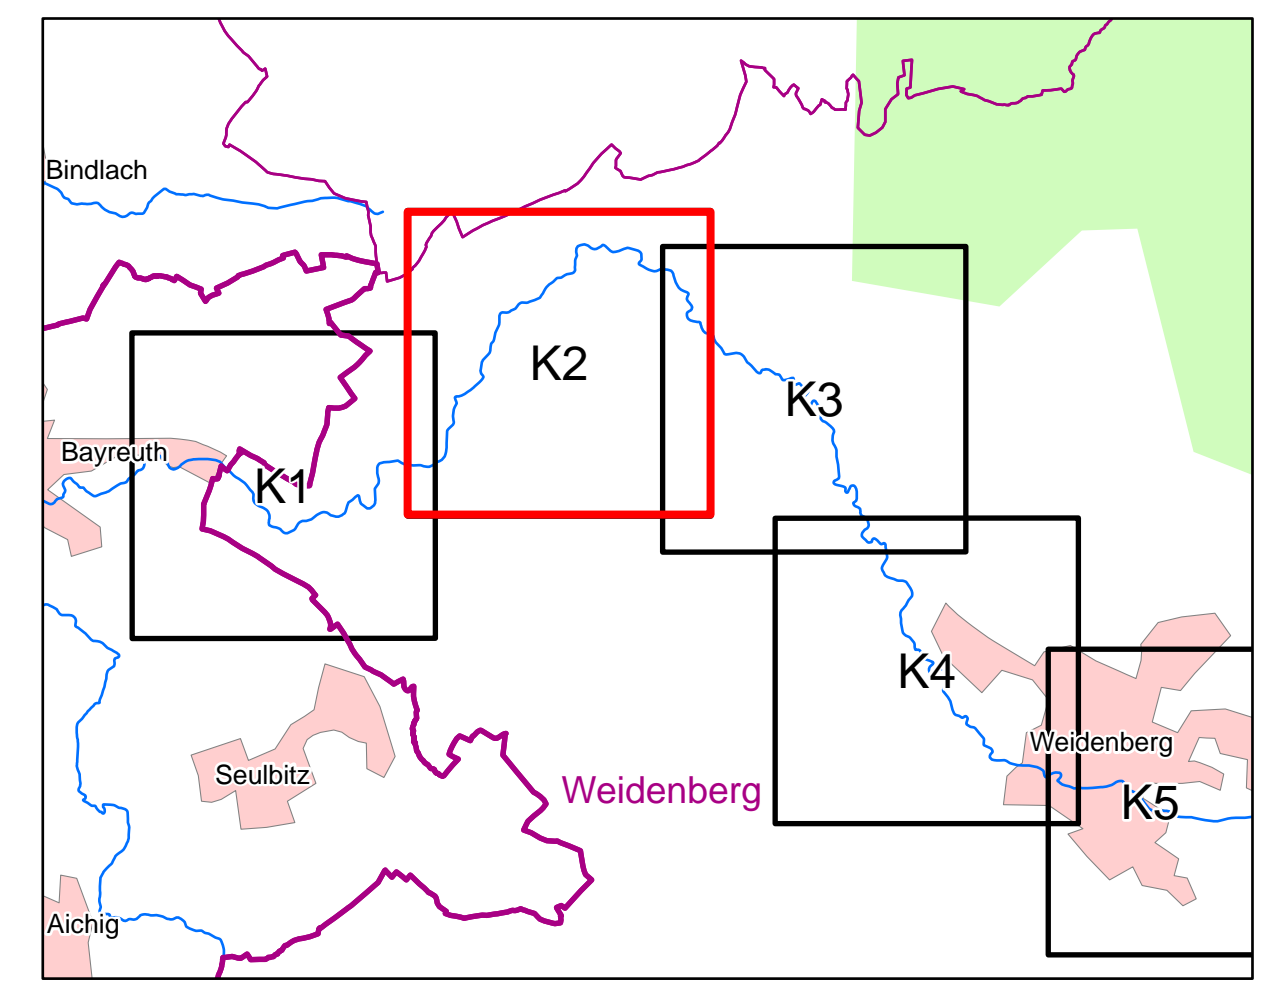 Bindlach
K2
K3
Bayreuth
K1
K4
Weidenberg
Seulbitz
Weidenberg
K5
Aichig